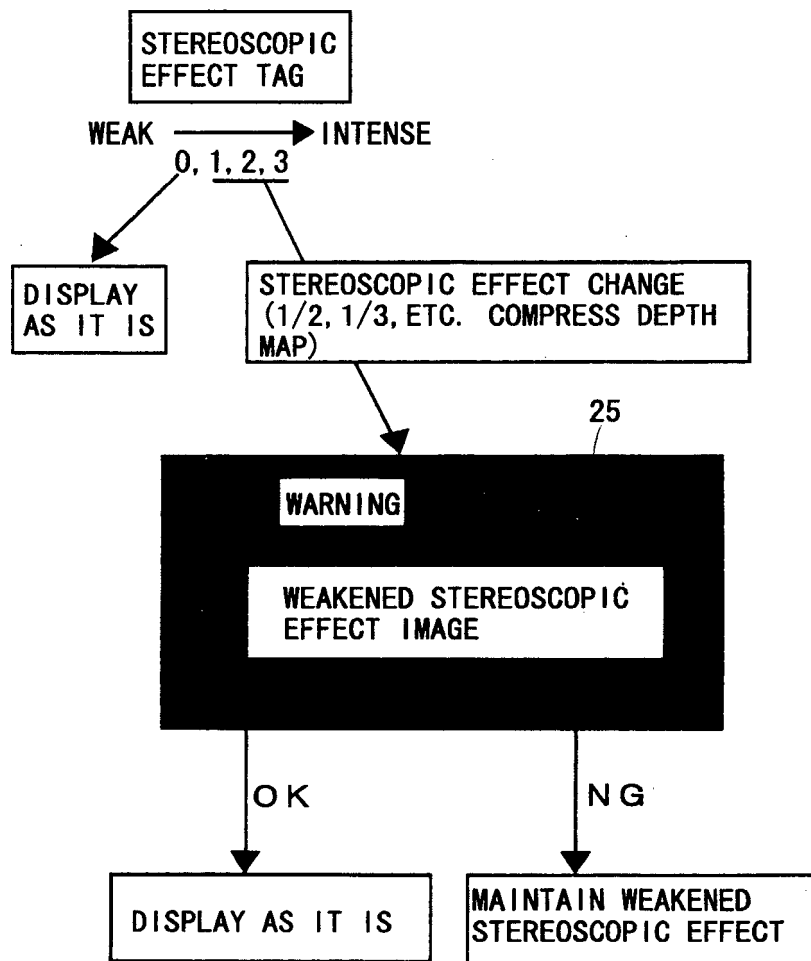 STEREOSCOPIC
EFFECT TAG
WEAK INTENSE
0, 1, 2, 3
DISPLAY
AS IT IS
STEREOSCOPIC EFFECT CHANGE
(1/2, 1/3, ETC. COMPRESS DEPTH
MAP)
25
WARNING
WEAKENED STEREOSCOPIC
EFFECT IMAGE
OK NG
DISPLAY AS IT IS
MAINTAIN WEAKENED
STEREOSCOPIC EFFECT